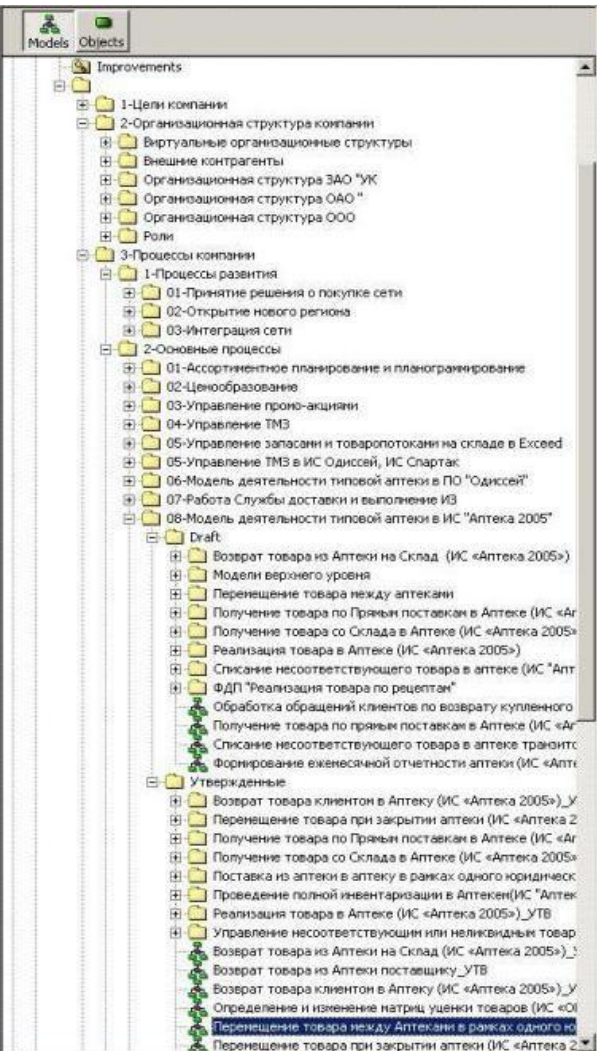 Models Objects
Improvements
1-Цели компании
2-Организационная структура компании
Виртуальные организационные структуры
Внешние контрагенты
Организационная структура ЗАО "УК
Организационная структура ОАО "
Организационная структура ООО
Роли
3-Процессы компании
1-Процессы развития
01-Принятие решения о покупке сети
02-Открытие нового региона
03-Интеграция сети
2-Основные процессы
01-Ассортиментное планирование и планограммирование
02-Ценообразование
03-Управление промо-акциями
04-Управление ТМЗ
05-Управление запасами и товаропотоками на складе в Exceed
05-Управление ТМЗ в ИС Одиссей, ИС Спартак
06-Модель деятельности типовой аптеки в ПО "Одиссей"
07-Работа Службы доставки и выполнение ИЗ
08-Модель деятельности типовой аптеки в ИС "Аптека 2005"
Draft
Возврат товара из Аптеки на Склад (ИС «Аптека 2005»)
Модели верхнего уровня
Перемещение товара между аптеками
Получение товара по Прямым поставкам в Аптеке (ИС «Ап
Получение товара со Склада в Аптеке (ИС «Аптека 2005»
Реализация товара в Аптеке (ИС «Аптека 2005»)
Списание несоответствующего товара в аптеке (ИС "Апт
ФДП "Реализация товара по рецептам"
Обработка обращений клиентов по возврату купленного
Получение товара по прямым поставкам в Аптеке (ИС «Ап
Списание несоответствующего товара в аптеке транзитс
Формирование ежемесячной отчетности аптеки (ИС «Апте
Утвержденные
Возврат товара клиентом в Аптеку (ИС «Аптека 2005»)_У
Перемещение товара при закрытии аптеки (ИС «Аптека 2
Получение товара по Прямым поставкам в Аптеке (ИС «Ап
Получение товара со Склада в Аптеке (ИС «Аптека 2005»
Поставка из аптеки в аптеку в рамках одного юридическ
Проведение полной инвентаризации в Аптекен(ИС "Аптек
Реализация товара в Аптеке (ИС «Аптека 2005»)_УТВ
Управление несоответствующим или неликвидным товар
Возврат товара из Аптеки на Склад (ИС «Аптека 2005»)_У
Возврат товара из Аптеки поставщику_УТВ
Возврат товара клиентом в Аптеку (ИС «Аптека 2005»)_У
Определение и изменение матриц уценки товаров (ИС «О
Перемещение товара между Аптеками в рамках одного ю
Перемещение товара при закрытии аптеки (ИС «Аптека 2